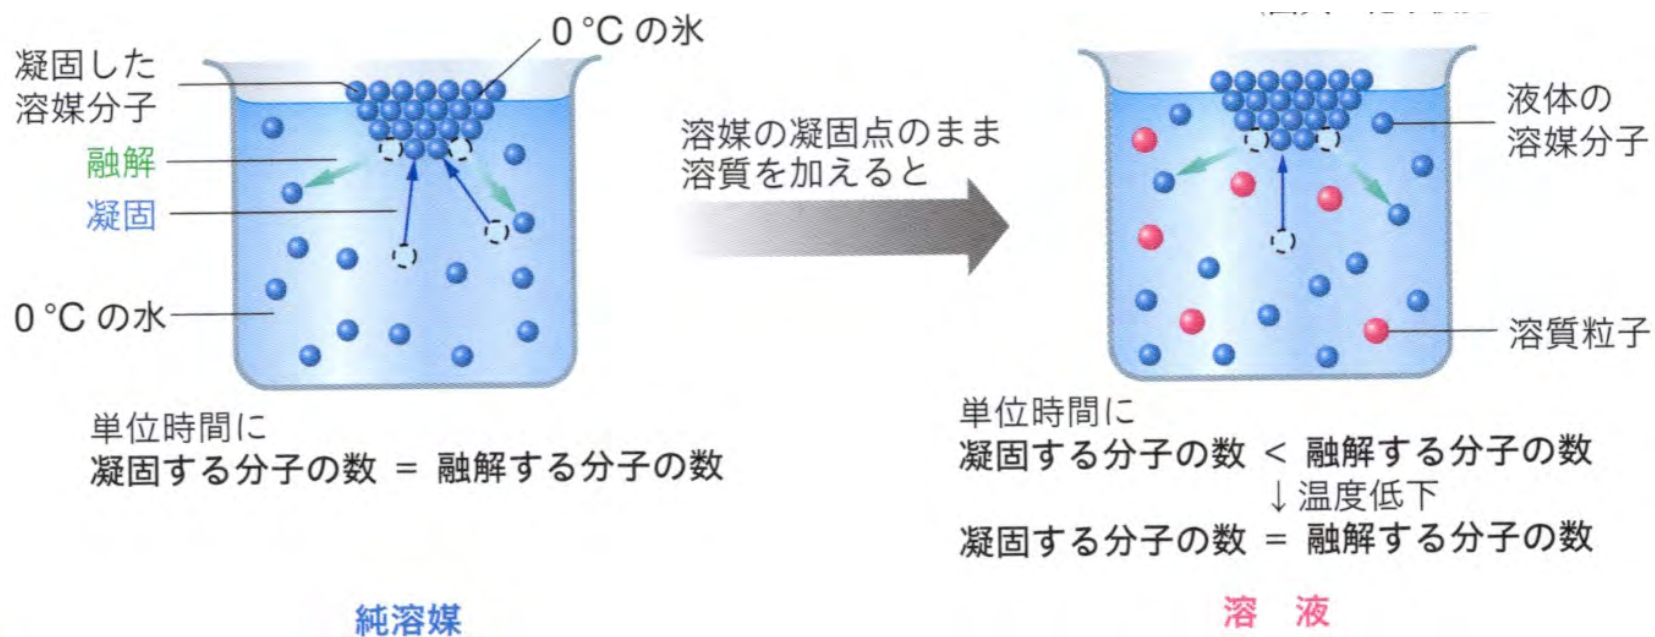 0 ℃ の氷
凝固した
溶媒分子
融解
凝固
0 ℃ の水
単位時間に
凝固する分子の数 = 融解する分子の数
純溶媒
溶媒の凝固点のまま
溶質を加えると
液体の
溶媒分子
溶質粒子
単位時間に
凝固する分子の数 < 融解する分子の数
↓温度低下
凝固する分子の数 = 融解する分子の数
溶 液